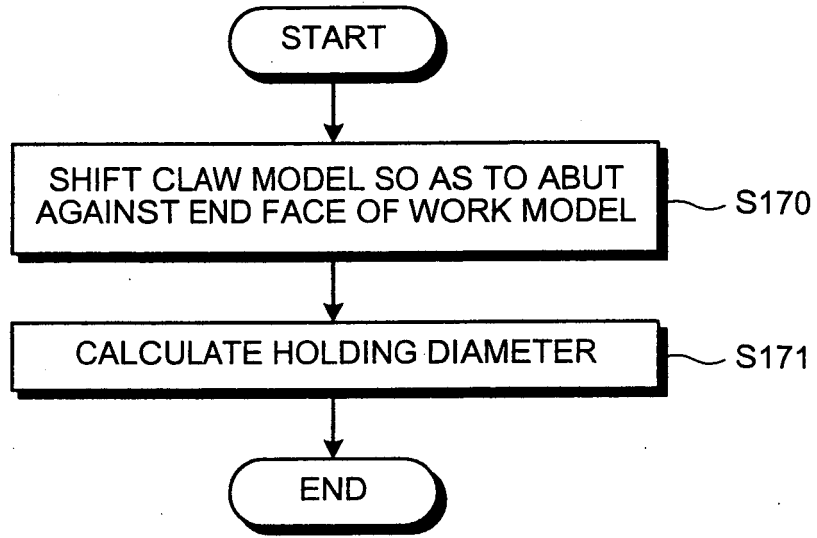 START
SHIFT CLAW MODEL SO AS TO ABUT
AGAINST END FACE OF WORK MODEL
S170
CALCULATE HOLDING DIAMETER
S171
END